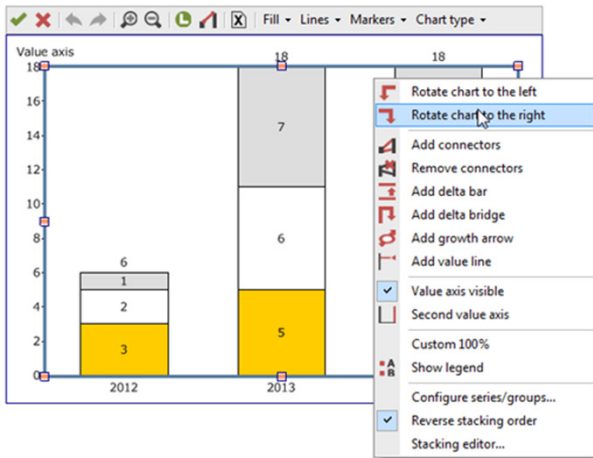 Fill Lines Markers Chart type
Value axis
18 18 18
16
14
12
10
8
6
4
2
0
7
6
5
6
1
2
3
2012 2013
Rotate chart to the left
Rotate chart to the right
Add connectors
Remove connectors
Add delta bar
Add delta bridge
Add growth arrow
Add value line
Value axis visible
Second value axis
Custom 100%
A
B
Show legend
Configure series/groups...
Reverse stacking order
Stacking editor...